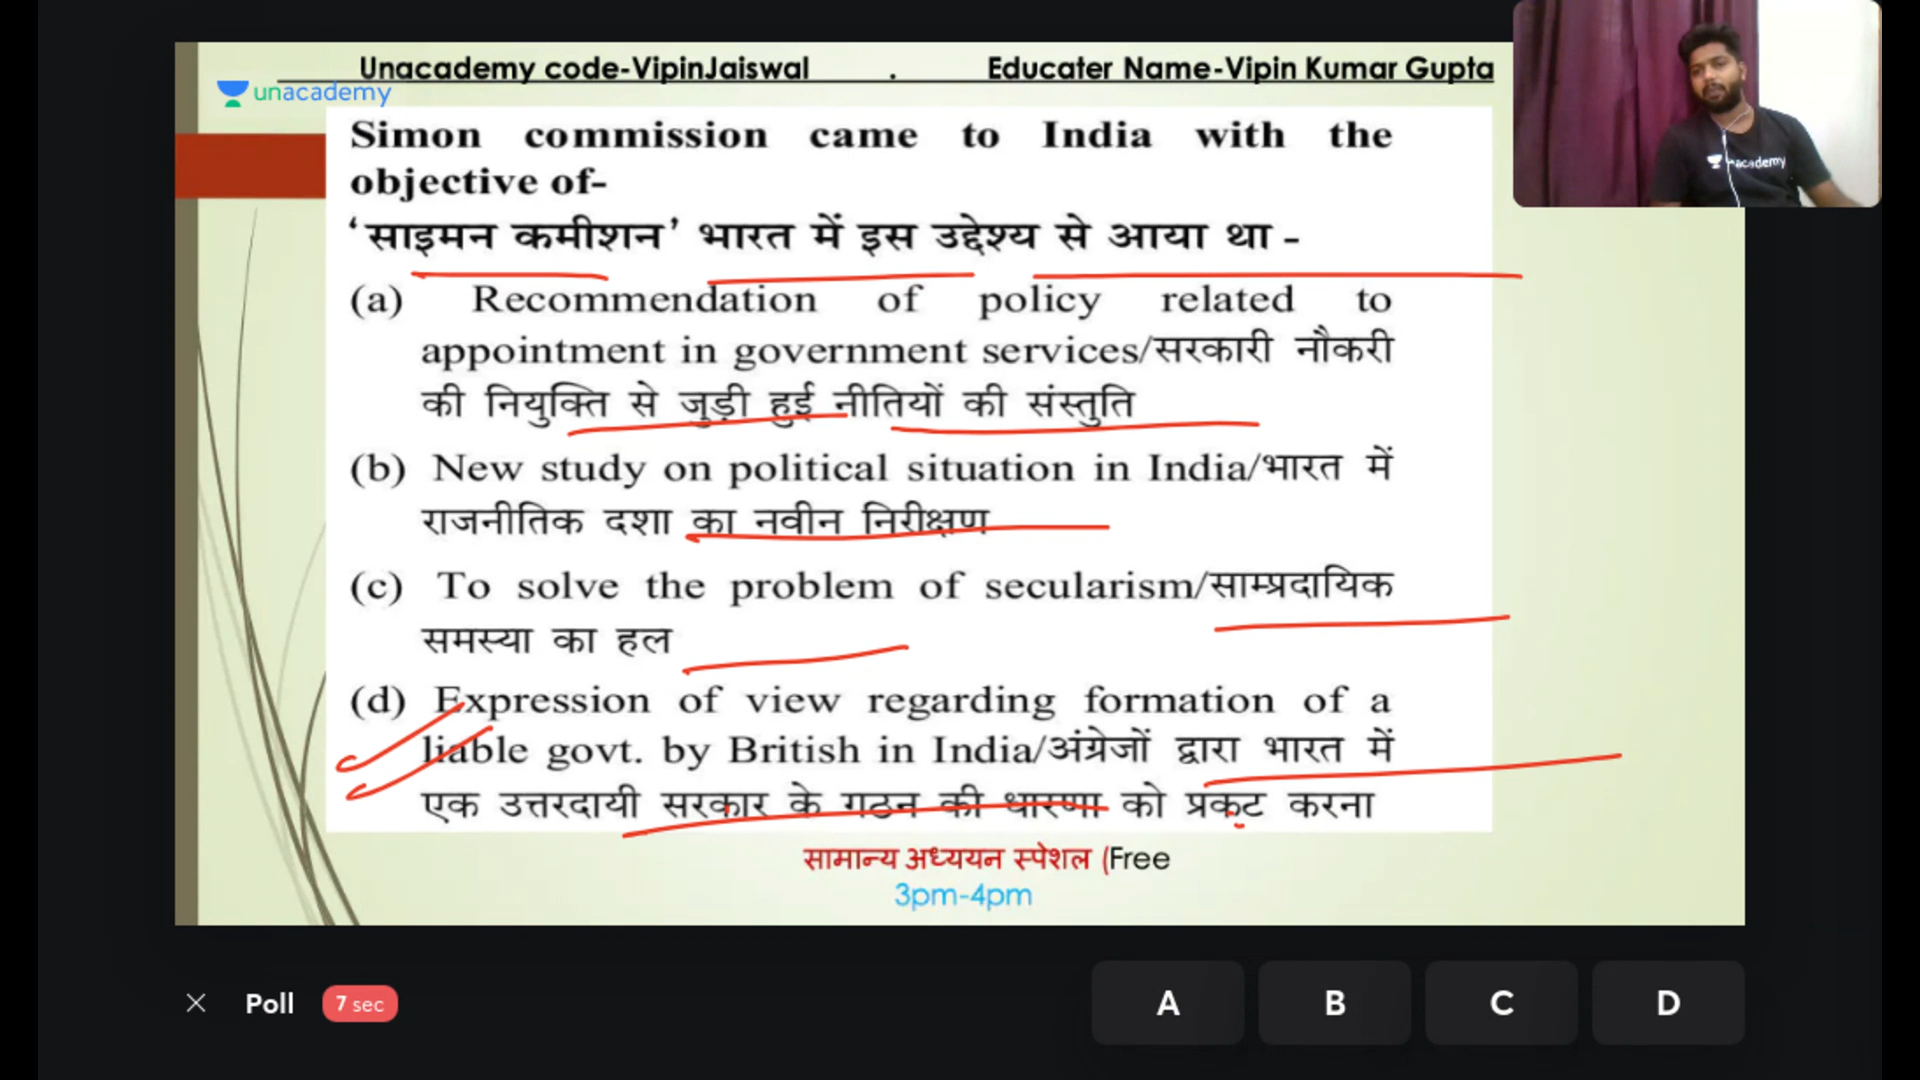 Unacademy code-VipinJaiswal . Educater Name-Vipin Kumar Gupta
unacademy
Simon commission came to India with the
objective of-
‘साइमन कमीशन’ भारत में इस उद्देश्य से आया था -
(a) Recommendation of policy related to
appointment in government services/सरकारी नौकरी
की नियुक्ति से जुड़ी हुई नीतियों की संस्तुति
(b) New study on political situation in India/भारत में
राजनीतिक दशा का नवीन निरीक्षण
(c) To solve the problem of secularism/साम्प्रदायिक
समस्या का हल
(d) Expression of view regarding formation of a
liable govt. by British in India/अंग्रेजों द्वारा भारत में
एक उत्तरदायी सरकार के गठन की धारणा को प्रकट करना
सामान्य अध्ययन स्पेशल (Free
3pm-4pm
unacademy
Poll 7 sec A B C D